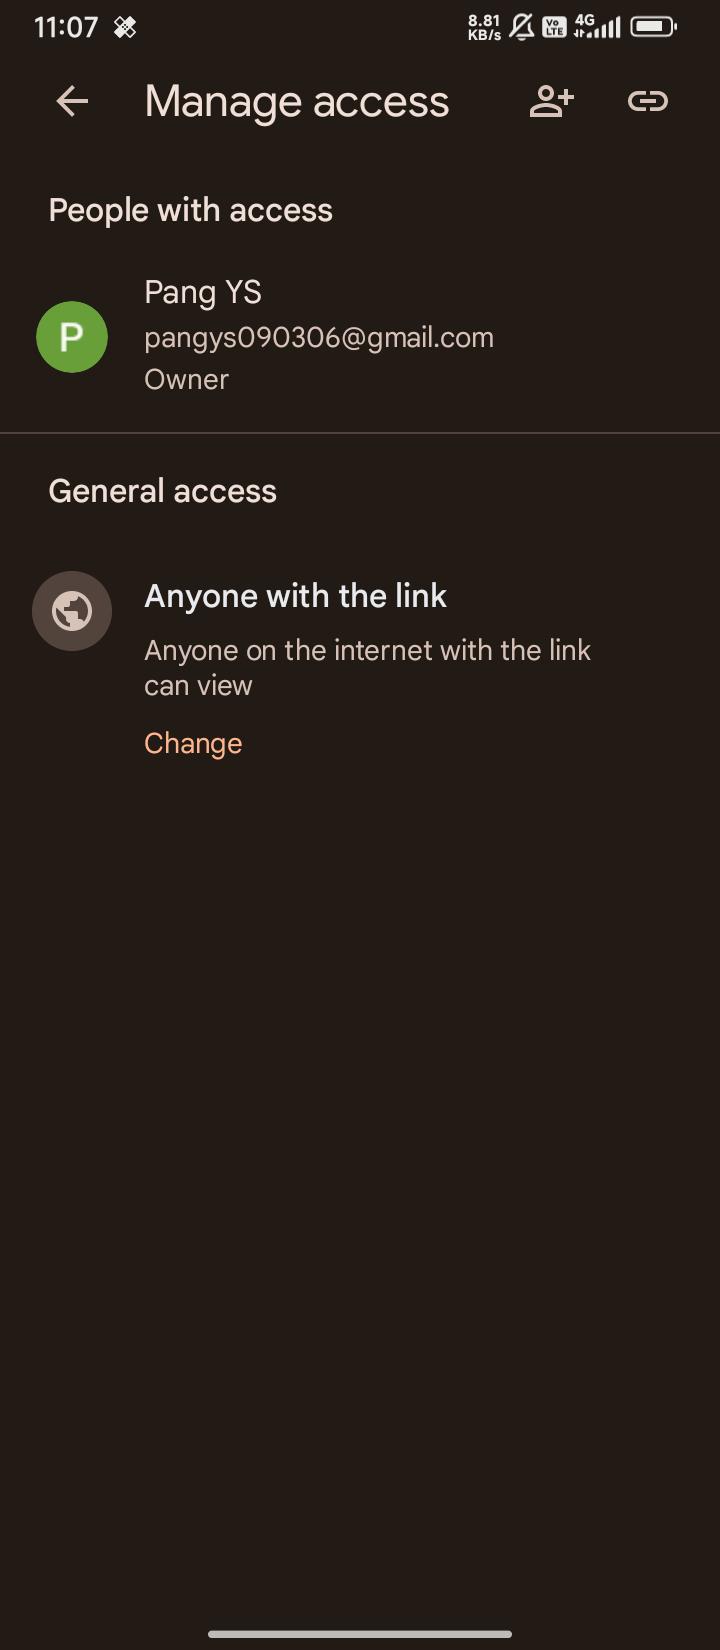 11:07
8.81 KB/s
Vo LTE
4G
Manage access
People with access
P
Pang YS
pangys090306@gmail.com
Owner
General access
Anyone with the link
Anyone on the internet with the link
can view
Change